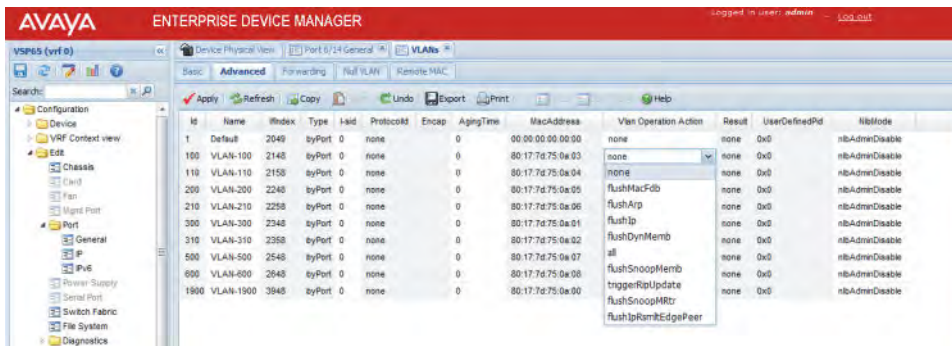 AVAYA ENTERPRISE DEVICE MANAGER Logged in user: admin Log out
VSP65 (vrf 0) Device Physical View Port 6/14 General VLANs
Basic Advanced Forwarding Null VLAN Remote MAC
Search:
Apply Refresh Copy Undo Export Print Help
Configuration
Device
VRF Context view
Edit
Chassis
Card
Fan
Mgmt Port
Port
General
IP
IPv6
Power Supply
Serial Port
Switch Fabric
File System
Diagnostics
Id Name IfIndex Type I-sid ProtocolId Encap AgingTime MacAddress Vlan Operation Action Result UserDefinedPid NlbMode
1 Default 2049 byPort 0 none 0 00:00:00:00:00:00 none none 0x0 nlbAdminDisable
100 VLAN-100 2148 byPort 0 none 0 80:17:7d:75:0a:03 none none 0x0 nlbAdminDisable
110 VLAN-110 2158 byPort 0 none 0 80:17:7d:75:0a:04 none 0x0 nlbAdminDisable
200 VLAN-200 2248 byPort 0 none 0 80:17:7d:75:0a:05 none 0x0 nlbAdminDisable
210 VLAN-210 2258 byPort 0 none 0 80:17:7d:75:0a:06 none 0x0 nlbAdminDisable
300 VLAN-300 2348 byPort 0 none 0 80:17:7d:75:0a:01 none 0x0 nlbAdminDisable
310 VLAN-310 2358 byPort 0 none 0 80:17:7d:75:0a:02 none 0x0 nlbAdminDisable
500 VLAN-500 2548 byPort 0 none 0 80:17:7d:75:0a:07 none 0x0 nlbAdminDisable
600 VLAN-600 2648 byPort 0 none 0 80:17:7d:75:0a:08 none 0x0 nlbAdminDisable
1900 VLAN-1900 3948 byPort 0 none 0 80:17:7d:75:0a:00 none 0x0 nlbAdminDisable
none
flushMacFdb
flushArp
flushIp
flushDynMemb
all
flushSnoopMemb
triggerRipUpdate
flushSnoopMRtr
flushIpRsmltEdgePeer